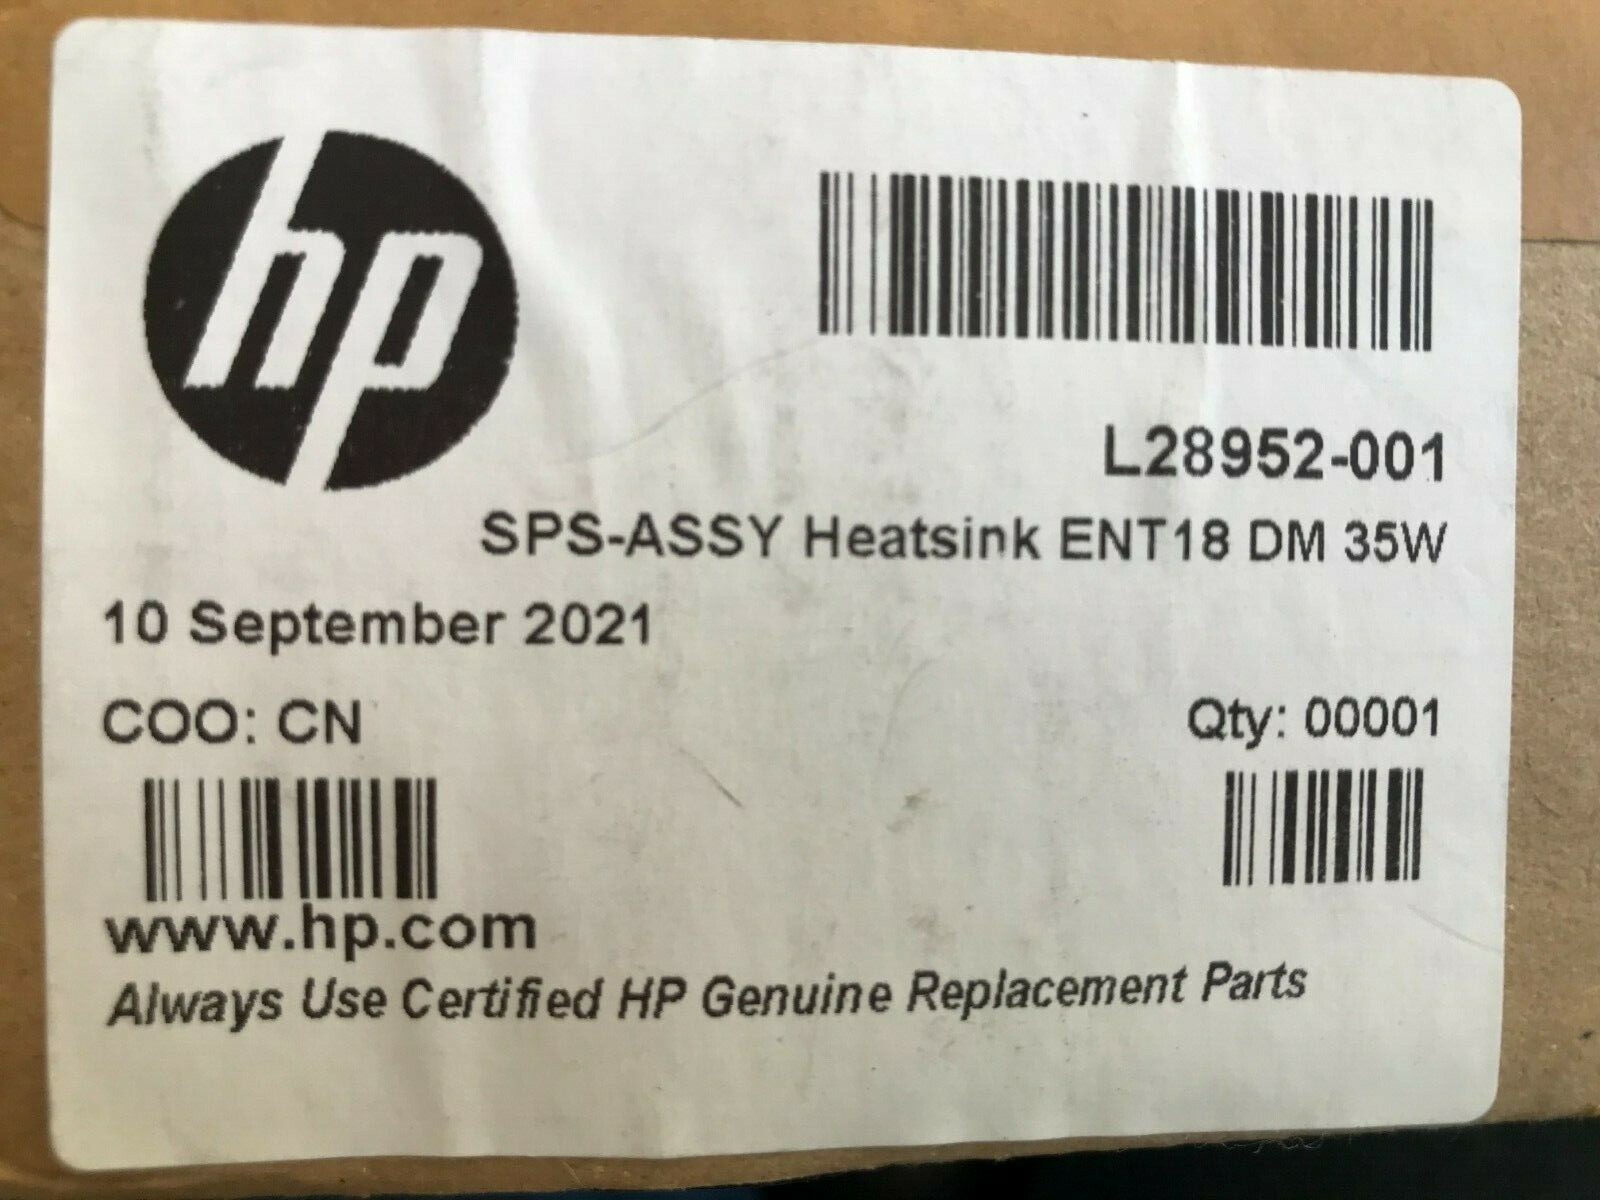 hp
L28952-001
SPS-ASSY Heatsink ENT18 DM 35W
10 September 2021
COO: CN
Qty: 00001
www.hp.com
Always Use Certified HP Genuine Replacement Parts